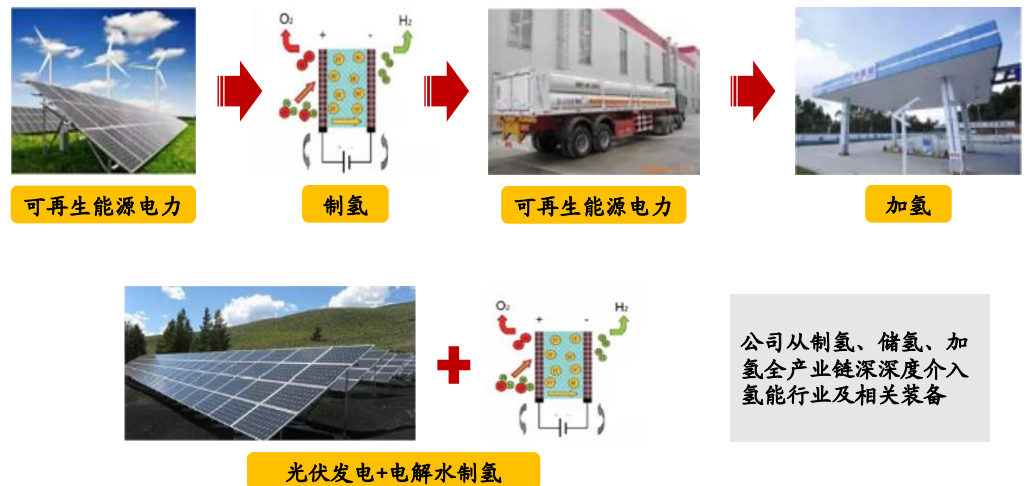 O₂
+
-
H₂
可再生能源电力
制氢
可再生能源电力
加氢
O₂
+
-
H₂
公司从制氢、储氢、加
氢全产业链深深度介入
氢能行业及相关装备
光伏发电+电解水制氢